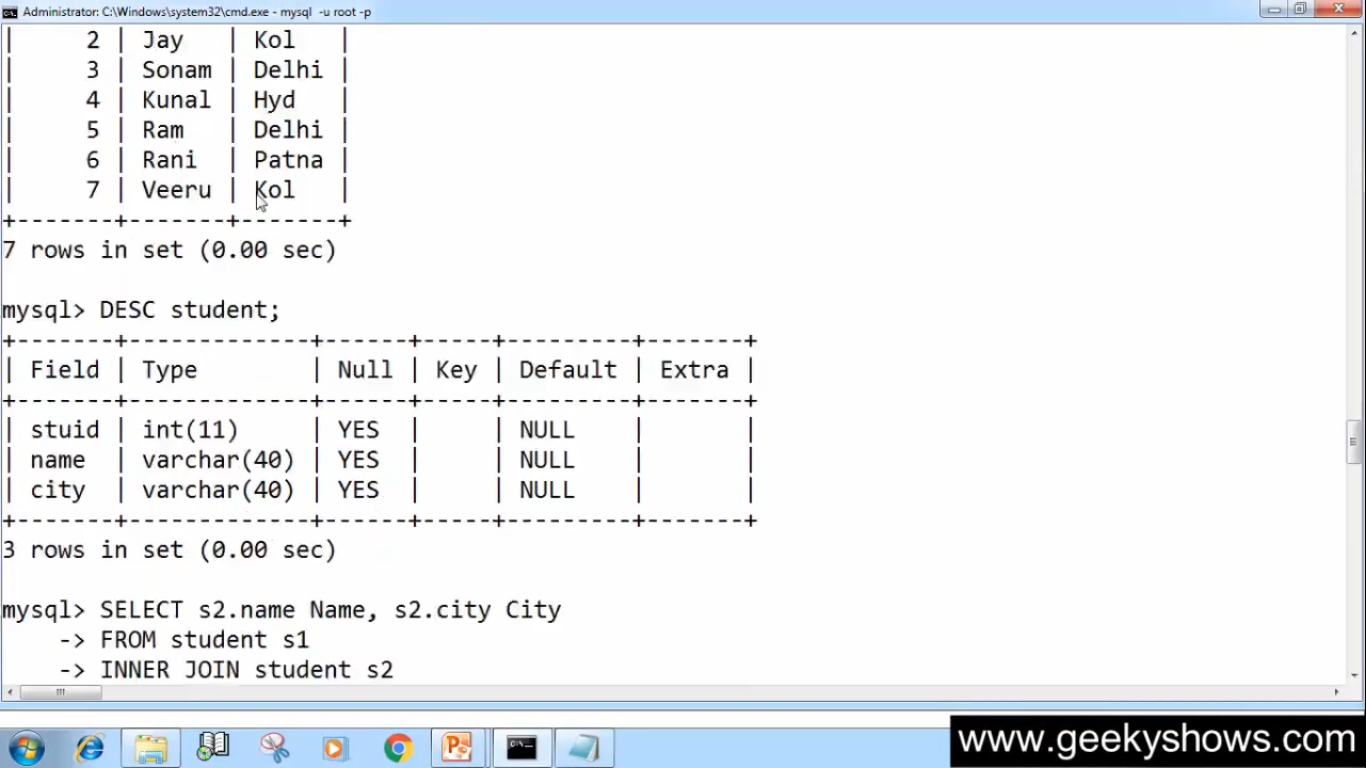 Administrator: C:\Windows\system32\cmd.exe - mysql  -u root -p
|     2 | Jay    | Kol   |
|     3 | Sonam  | Delhi |
|     4 | Kunal  | Hyd   |
|     5 | Ram    | Delhi |
|     6 | Rani   | Patna |
|     7 | Veeru  | Kol   |
+-------+-------+-------+
7 rows in set (0.00 sec)
mysql> DESC student;
+-------+-------------+------+-----+---------+-------+
| Field | Type        | Null | Key | Default | Extra |
+-------+-------------+------+-----+---------+-------+
| stuid | int(11)     | YES  |     | NULL    |       |
| name  | varchar(40) | YES  |     | NULL    |       |
| city  | varchar(40) | YES  |     | NULL    |       |
+-------+-------------+------+-----+---------+-------+
3 rows in set (0.00 sec)
mysql> SELECT s2.name Name, s2.city City
    -> FROM student s1
    -> INNER JOIN student s2
www.geekyshows.com